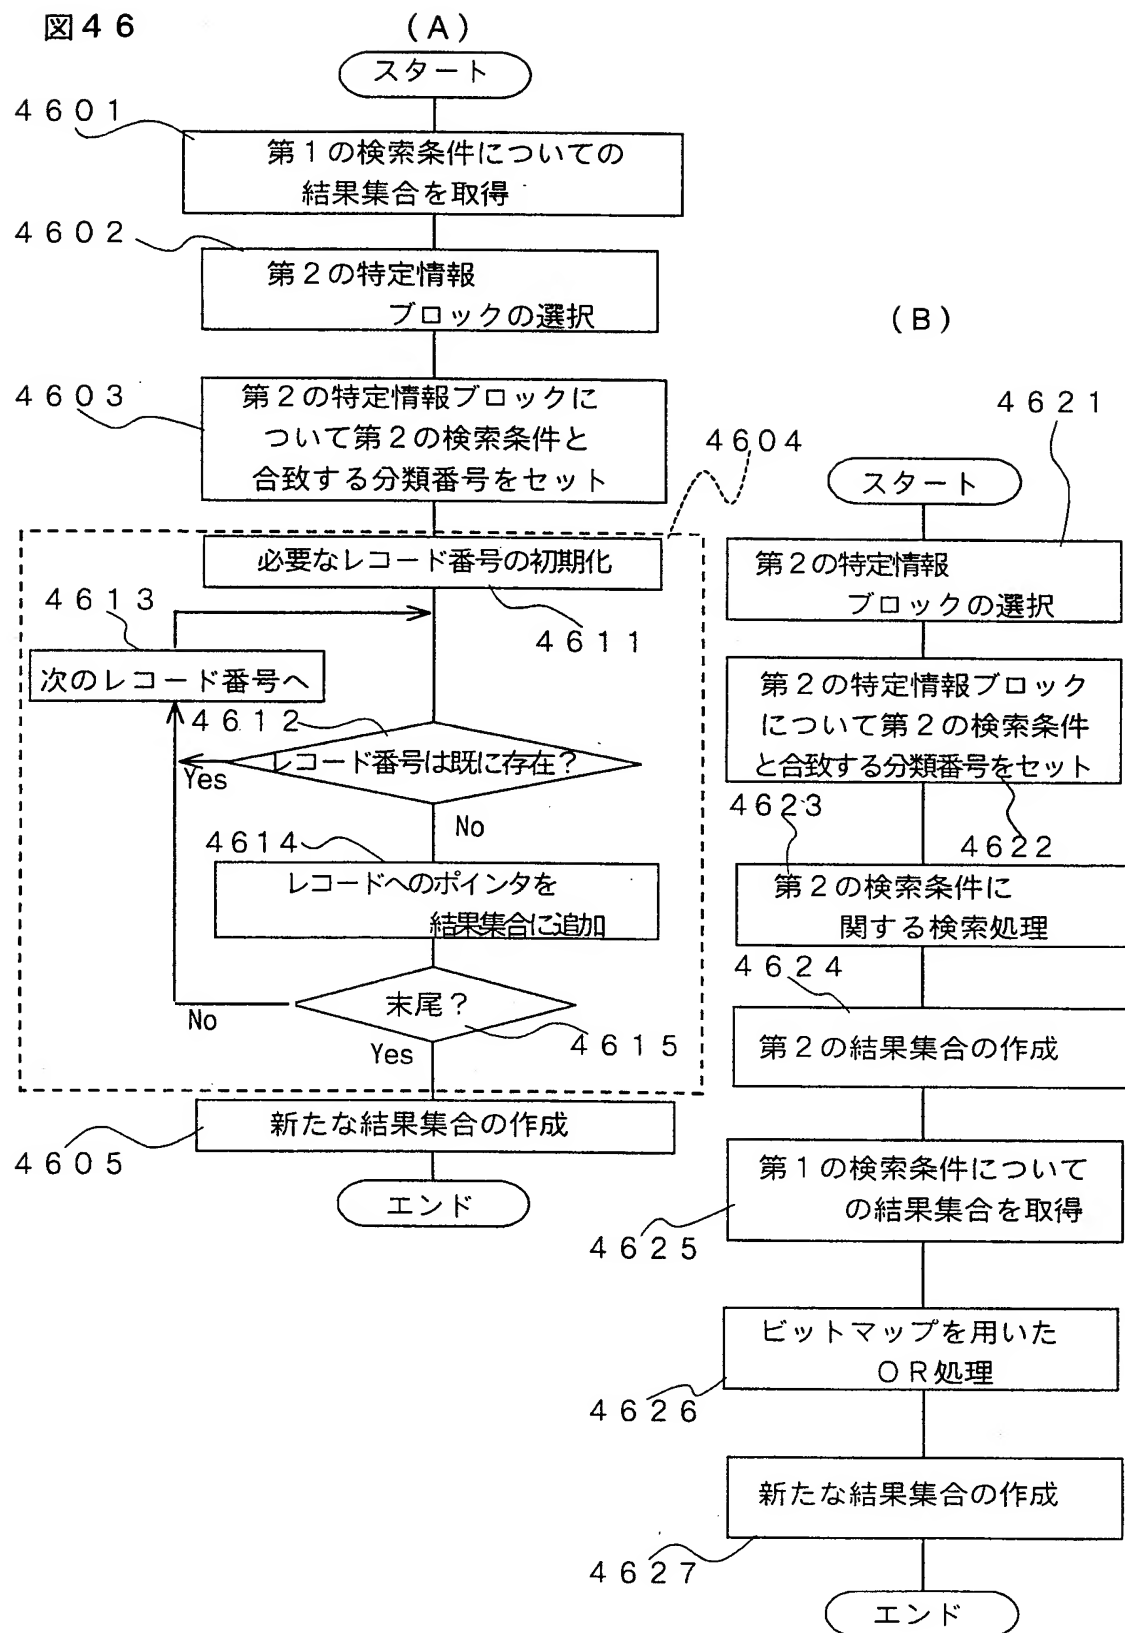 図４６
（Ａ）
スタート
４６０１
第１の検索条件についての
結果集合を取得
４６０２
第２の特定情報
ブロックの選択
４６０３
第２の特定情報ブロックに
ついて第２の検索条件と
合致する分類番号をセット
４６０４
必要なレコード番号の初期化
４６１１
４６１３
次のレコード番号へ
４６１２
レコード番号は既に存在？
Yes
No
４６１４
レコードへのポインタを
結果集合に追加
末尾？
No
Yes
４６１５
新たな結果集合の作成
４６０５
エンド
（Ｂ）
４６２１
スタート
第２の特定情報
ブロックの選択
第２の特定情報ブロック
について第２の検索条件
と合致する分類番号をセット
４６２３
４６２２
第２の検索条件に
関する検索処理
４６２４
第２の結果集合の作成
第１の検索条件について
の結果集合を取得
４６２５
ビットマップを用いた
ＯＲ処理
４６２６
新たな結果集合の作成
４６２７
エンド